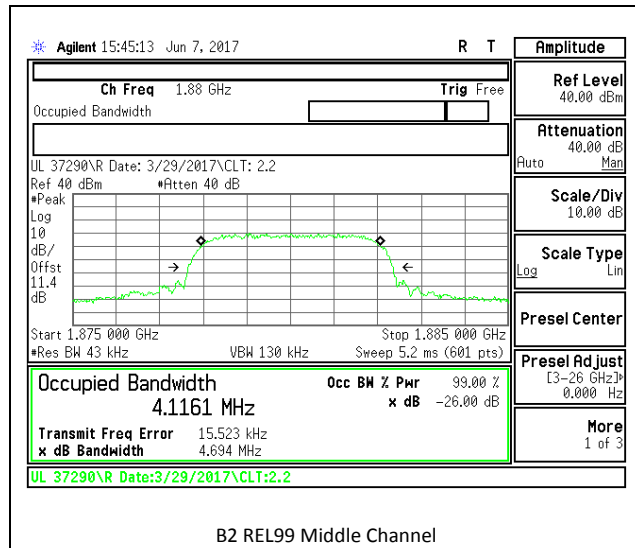 Agilent 15:45:13 Jun 7, 2017 R T
Amplitude
Ch Freq 1.88 GHz Trig Free
Occupied Bandwidth
Ref Level
40.00 dBm
Attenuation
40.00 dB
Auto Man
Scale/Div
10.00 dB
Scale Type
Log Lin
Presel Center
Presel Adjust
[3-26 GHz]
0.000 Hz
More
1 of 3
UL 37290\R Date: 3/29/2017\CLT: 2.2
Ref 40 dBm #Atten 40 dB
#Peak
Log
10
dB/
Offst
11.4
dB
Start 1.875 000 GHz Stop 1.885 000 GHz
#Res BW 43 kHz VBW 130 kHz Sweep 5.2 ms (601 pts)
Occupied Bandwidth Occ BW % Pwr 99.00 %
4.1161 MHz x dB -26.00 dB
Transmit Freq Error 15.523 kHz
x dB Bandwidth 4.694 MHz
UL 37290\R Date:3/29/2017\CLT:2.2
B2 REL99 Middle Channel